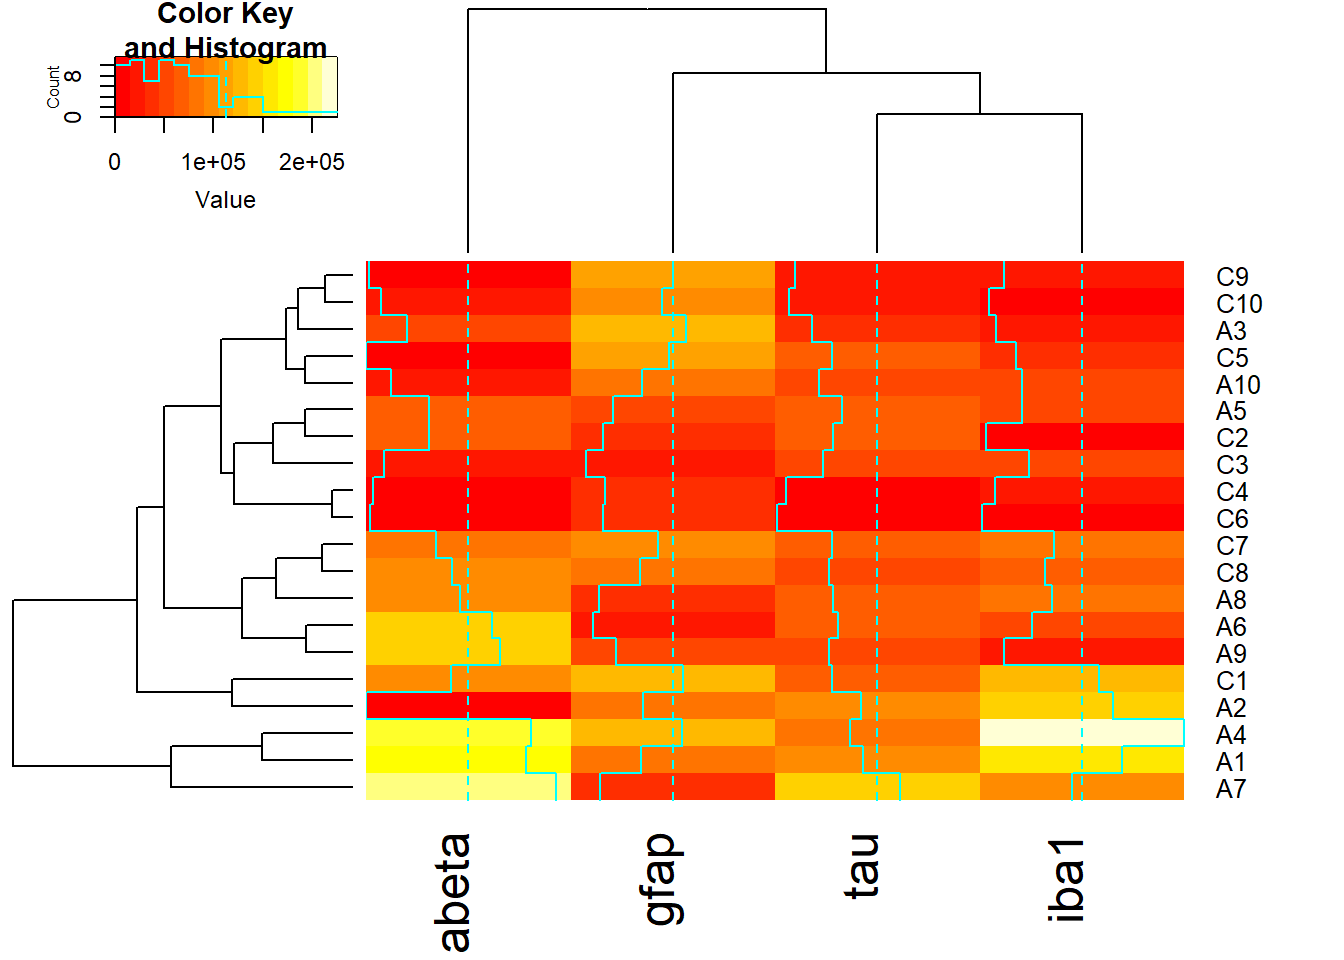 Color Key
and Histogram
Count
0 8
0 1e+05 2e+05
Value
C9
C10
A3
C5
A10
A5
C2
C3
C4
C6
C7
C8
A8
A6
A9
C1
A2
A4
A1
A7
abeta gfap tau iba1